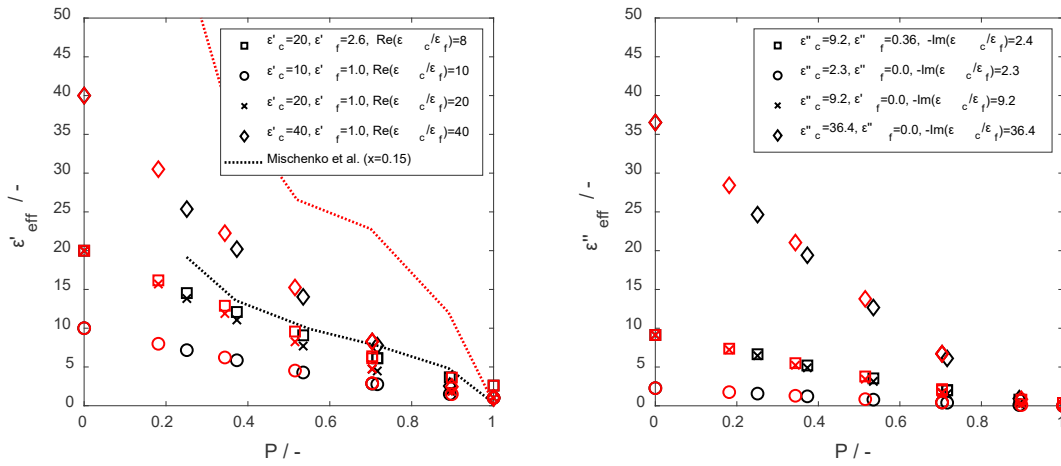 50
45
40
35
30
25
20
15
10
5
0
ε'eff / -
0
0.2
0.4
0.6
0.8
1
P / -
ε'c=20, ε'f=2.6, Re(εc/εf)=8
ε'c=10, ε'f=1.0, Re(εc/εf)=10
ε'c=20, ε'f=1.0, Re(εc/εf)=20
ε'c=40, ε'f=1.0, Re(εc/εf)=40
Mischenko et al. (x=0.15)
50
45
40
35
30
25
20
15
10
5
0
ε''eff / -
0
0.2
0.4
0.6
0.8
1
P / -
ε''c=9.2, ε''f=0.36, -Im(εc/εf)=2.4
ε''c=2.3, ε''f=0.0, -Im(εc/εf)=2.3
ε''c=9.2, ε'f=0.0, -Im(εc/εf)=9.2
ε''c=36.4, ε''f=0.0, -Im(εc/εf)=36.4